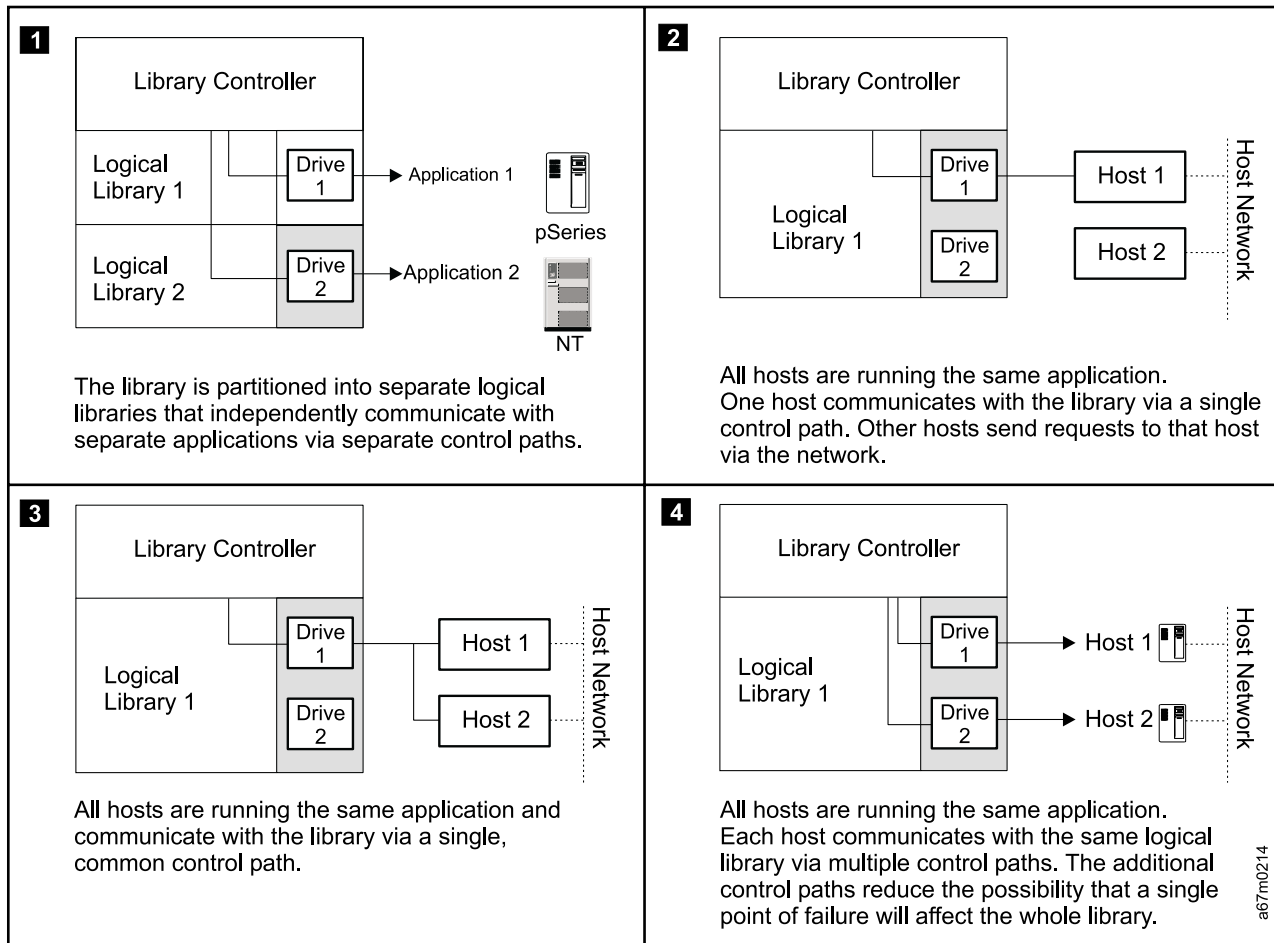 1
Library Controller
Logical
Library 1
Drive
1
Application 1
pSeries
Logical
Library 2
Drive
2
Application 2
NT
The library is partitioned into separate logical
libraries that independently communicate with
separate applications via separate control paths.
2
Library Controller
Logical
Library 1
Drive
1
Drive
2
Host 1
Host 2
Host Network
All hosts are running the same application.
One host communicates with the library via a single
control path. Other hosts send requests to that host
via the network.
3
Library Controller
Logical
Library 1
Drive
1
Drive
2
Host 1
Host 2
Host Network
All hosts are running the same application and
communicate with the library via a single,
common control path.
4
Library Controller
Logical
Library 1
Drive
1
Drive
2
Host 1
Host 2
Host Network
All hosts are running the same application.
Each host communicates with the same logical
library via multiple control paths. The additional
control paths reduce the possibility that a single
point of failure will affect the whole library.
a67m0214